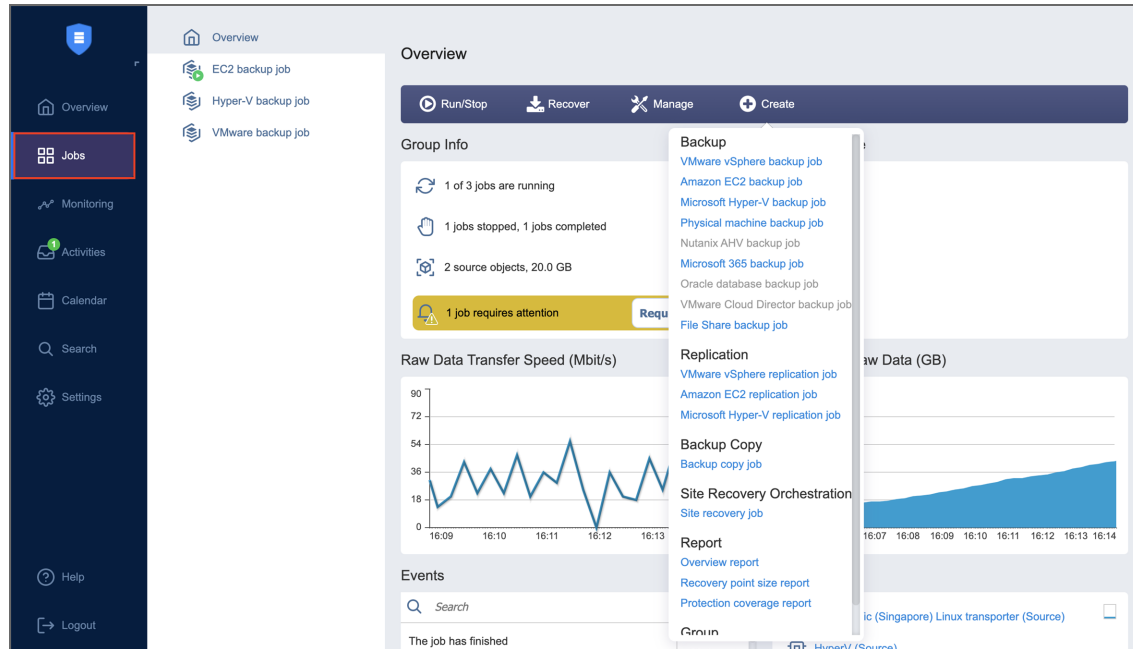 Overview
Jobs
Monitoring
1
Activities
Calendar
Search
Settings
Help
Logout
Overview
EC2 backup job
Hyper-V backup job
VMware backup job
Overview
Run/Stop
Recover
Manage
Create
Group Info
1 of 3 jobs are running
1 jobs stopped, 1 jobs completed
2 source objects, 20.0 GB
1 job requires attention
Requ
Backup
VMware vSphere backup job
Amazon EC2 backup job
Microsoft Hyper-V backup job
Physical machine backup job
Nutanix AHV backup job
Microsoft 365 backup job
Oracle database backup job
VMware Cloud Director backup job
File Share backup job
Replication
VMware vSphere replication job
Amazon EC2 replication job
Microsoft Hyper-V replication job
Backup Copy
Backup copy job
Site Recovery Orchestration
Site recovery job
Report
Overview report
Recovery point size report
Protection coverage report
Group
Raw Data Transfer Speed (Mbit/s)
90
72
54
36
18
0
16:09 16:10 16:11 16:12 16:13
aw Data (GB)
16:07 16:08 16:09 16:10 16:11 16:12 16:13 16:14
Events
Search
The job has finished
ic (Singapore) Linux transporter (Source)
HyperV (Source)